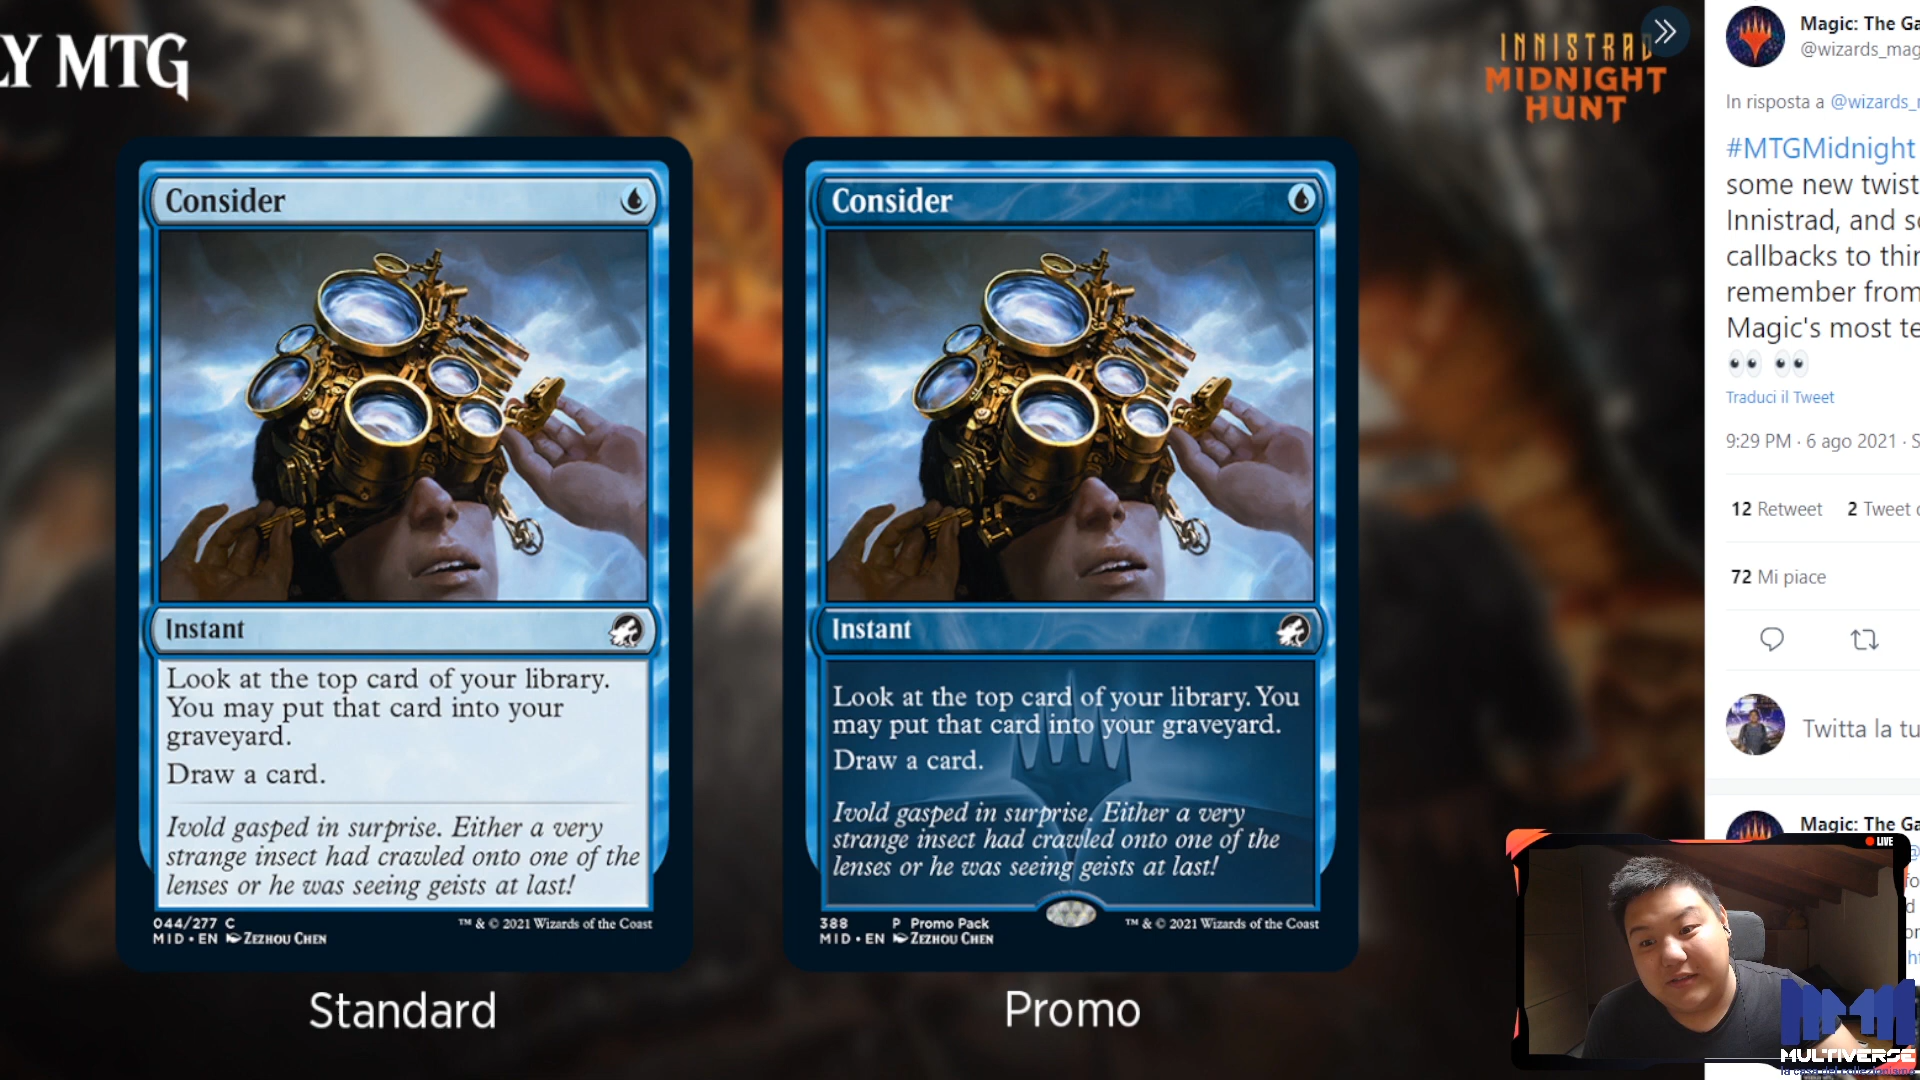 LY MTG
INNISTRAD
MIDNIGHT
HUNT
Consider
Instant
Look at the top card of your library.
You may put that card into your
graveyard.
Draw a card.
Ivold gasped in surprise. Either a very
strange insect had crawled onto one of the
lenses or he was seeing geists at last!
044/277 C
MID • EN ZEZHOU CHEN
™ & © 2021 Wizards of the Coast
Standard
Consider
Instant
Look at the top card of your library. You
may put that card into your graveyard.
Draw a card.
Ivold gasped in surprise. Either a very
strange insect had crawled onto one of the
lenses or he was seeing geists at last!
388 P Promo Pack
MID • EN ZEZHOU CHEN
™ & © 2021 Wizards of the Coast
Promo
Magic: The Ga
@wizards_mag
In risposta a @wizards_
#MTGMidnight
some new twist
Innistrad, and so
callbacks to thin
remember from
Magic's most te
Traduci il Tweet
9:29 PM · 6 ago 2021 ·
12 Retweet 2 Tweet
72 Mi piace
Twitta la tu
Magic: The Ga
LIVE
MULTIVERSE
la casa del collezionismo